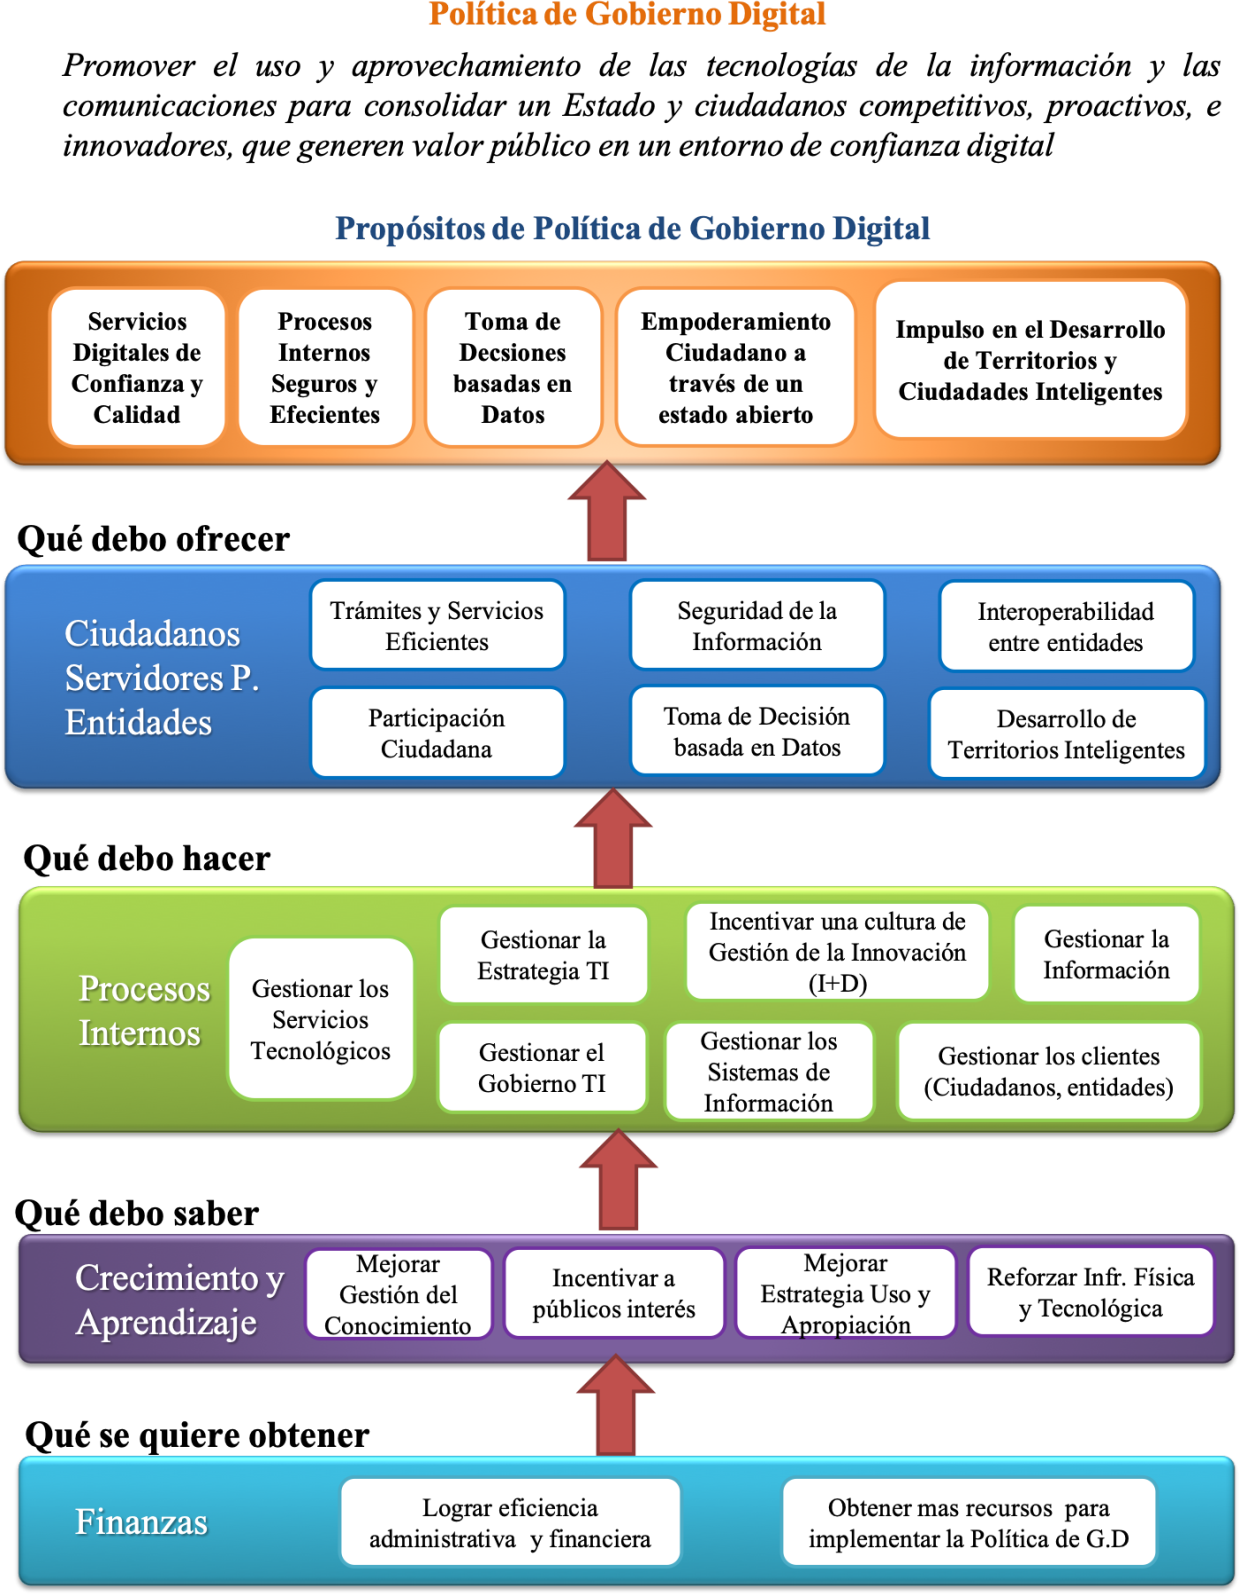 Política de Gobierno Digital
Promover el uso y aprovechamiento de las tecnologías de la información y las
comunicaciones para consolidar un Estado y ciudadanos competitivos, proactivos, e
innovadores, que generen valor público en un entorno de confianza digital
Propósitos de Política de Gobierno Digital
Servicios
Digitales de
Confianza y
Calidad
Procesos
Internos
Seguros y
Efecientes
Toma de
Decsiones
basadas en
Datos
Empoderamiento
Ciudadano a
través de un
estado abierto
Impulso en el Desarrollo
de Territorios y
Ciudadades Inteligentes
Qué debo ofrecer
Ciudadanos
Servidores P.
Entidades
Trámites y Servicios
Eficientes
Seguridad de la
Información
Interoperabilidad
entre entidades
Participación
Ciudadana
Toma de Decisión
basada en Datos
Desarrollo de
Territorios Inteligentes
Qué debo hacer
Procesos
Internos
Gestionar los
Servicios
Tecnológicos
Gestionar la
Estrategia TI
Incentivar una cultura de
Gestión de la Innovación
(I+D)
Gestionar la
Información
Gestionar el
Gobierno TI
Gestionar los
Sistemas de
Información
Gestionar los clientes
(Ciudadanos, entidades)
Qué debo saber
Crecimiento y
Aprendizaje
Mejorar
Gestión del
Conocimiento
Incentivar a
públicos interés
Mejorar
Estrategia Uso y
Apropiación
Reforzar Infr. Física
y Tecnológica
Qué se quiere obtener
Finanzas
Lograr eficiencia
administrativa y financiera
Obtener mas recursos para
implementar la Política de G.D